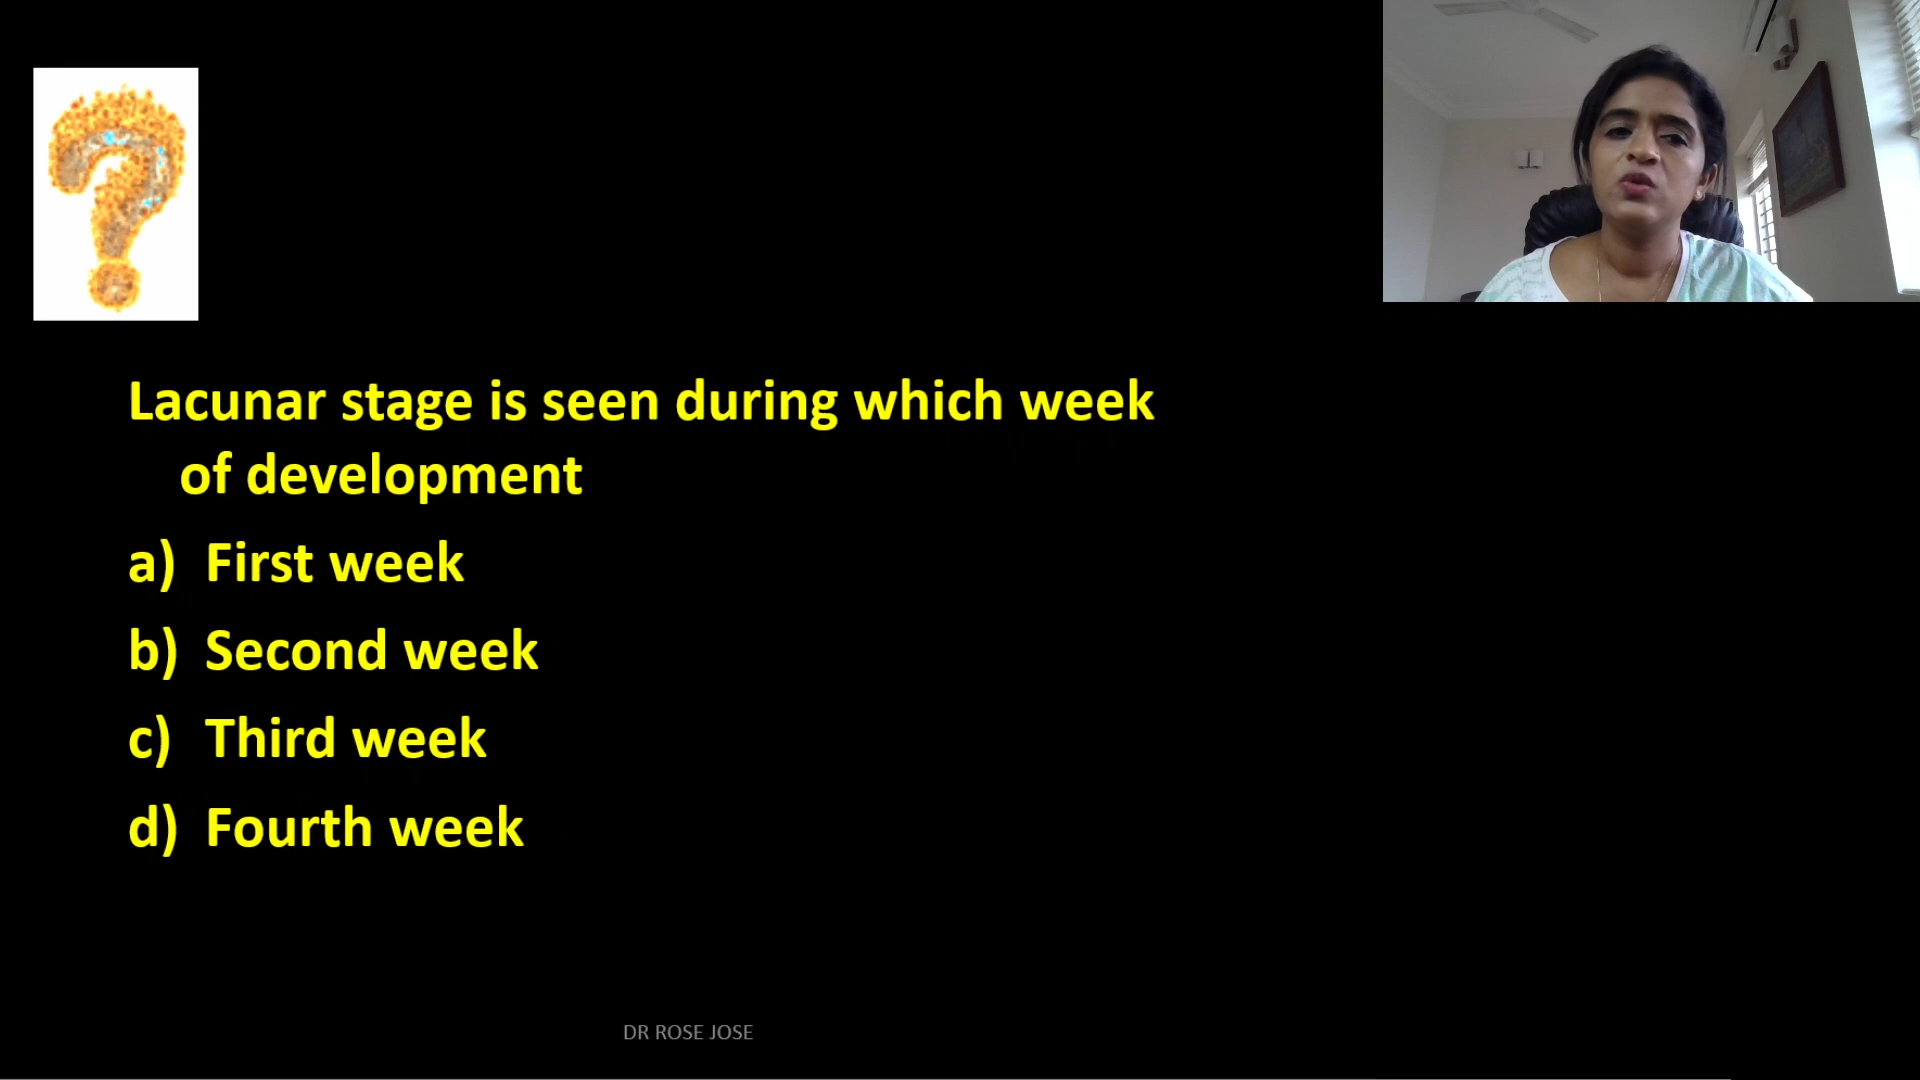 Lacunar stage is seen during which week
of development
a) First week
b) Second week
c) Third week
d) Fourth week
DR ROSE JOSE